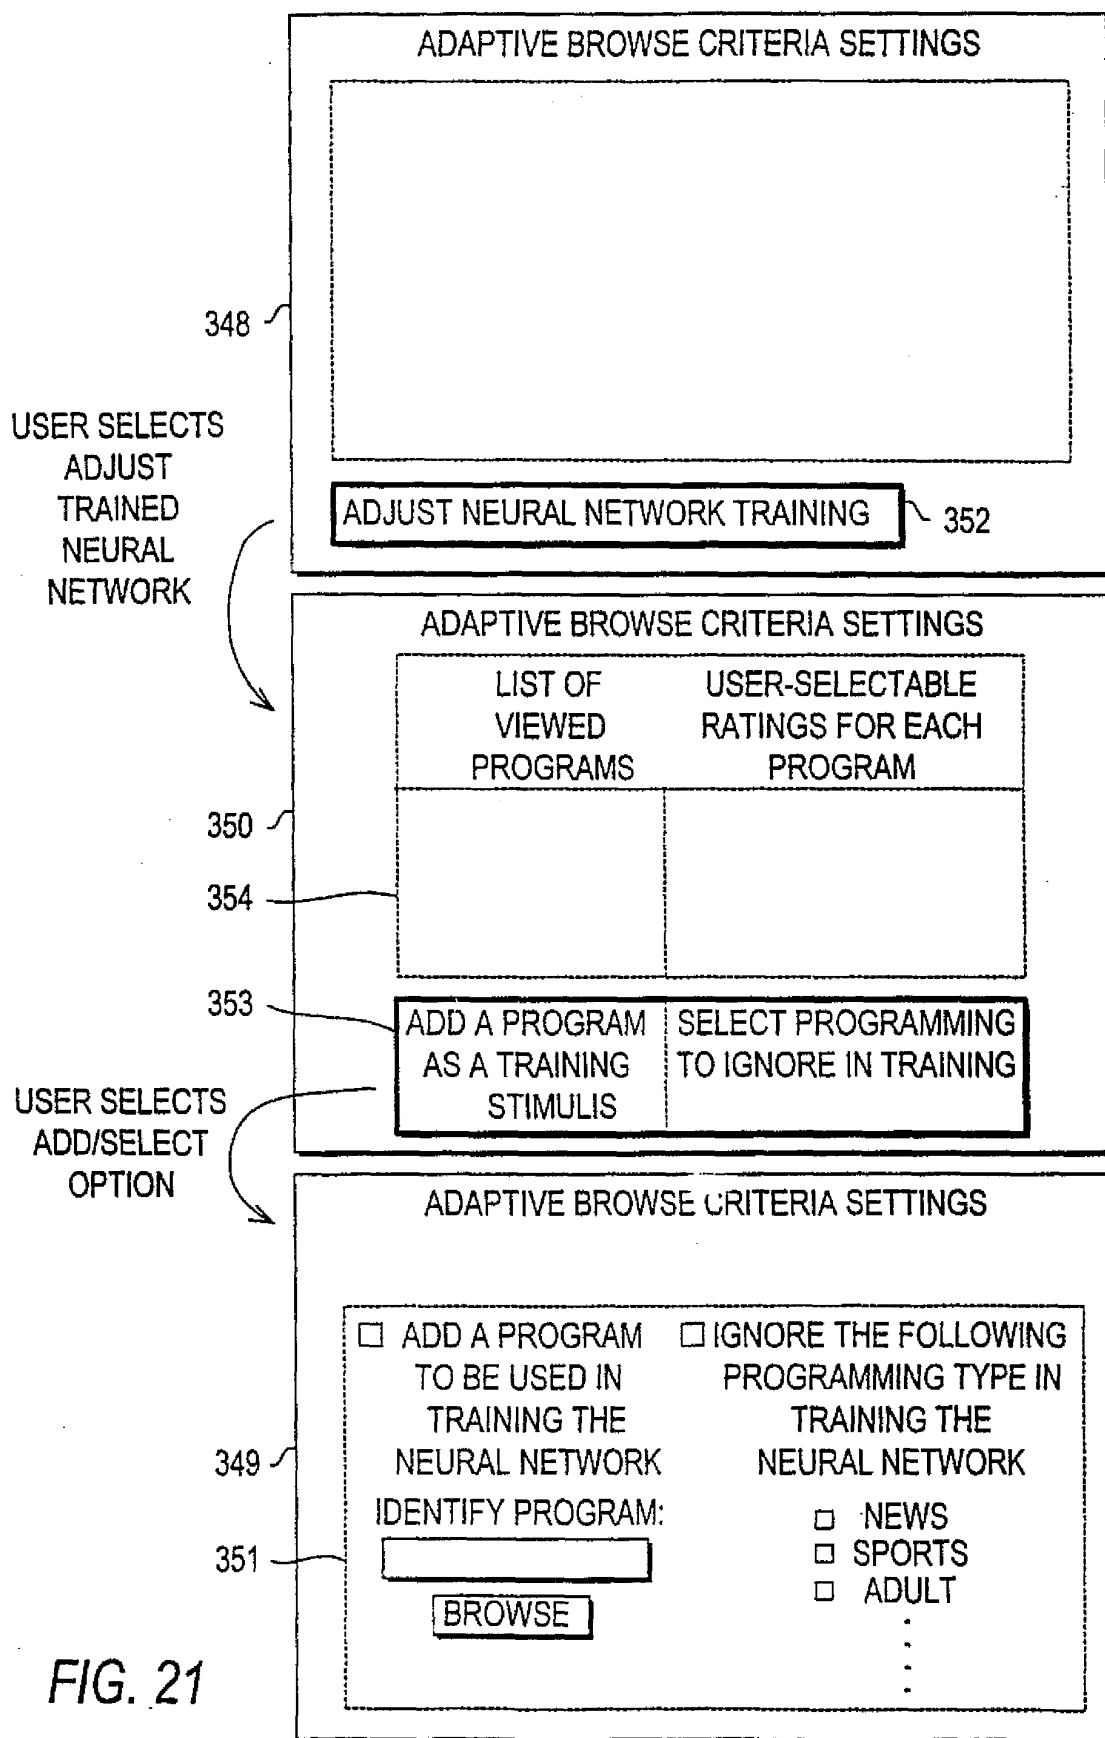 ADAPTIVE BROWSE CRITERIA SETTINGS
348
USER SELECTS
ADJUST
TRAINED
NEURAL
NETWORK
ADJUST NEURAL NETWORK TRAINING
352
ADAPTIVE BROWSE CRITERIA SETTINGS
LIST OF
VIEWED
PROGRAMS
USER-SELECTABLE
RATINGS FOR EACH
PROGRAM
350
354
353
ADD A PROGRAM
AS A TRAINING
STIMULIS
SELECT PROGRAMMING
TO IGNORE IN TRAINING
USER SELECTS
ADD/SELECT
OPTION
ADAPTIVE BROWSE CRITERIA SETTINGS
ADD A PROGRAM
TO BE USED IN
TRAINING THE
NEURAL NETWORK
IDENTIFY PROGRAM:
BROWSE
IGNORE THE FOLLOWING
PROGRAMMING TYPE IN
TRAINING THE
NEURAL NETWORK
NEWS
SPORTS
ADULT
349
351
FIG. 21